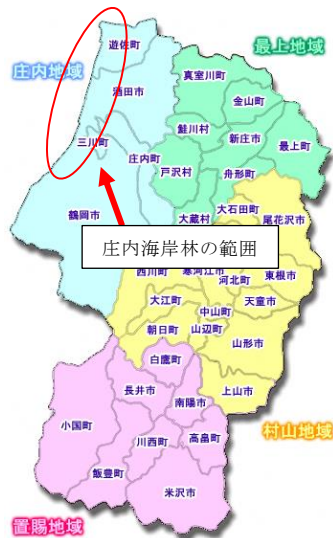 遊佐町
最上地域
庄内地域
真室川町
酒田市
金山町
鮭川村
新庄市
三川町
庄内町
最上町
戸沢村
舟形町
大石田町
大蔵村
尾花沢市
鶴岡市
庄内海岸林の範囲
西川町
寒河江市
河北町
東根市
大江町
天童市
中山町
朝日町
山辺町
山形市
白鷹町
長井市
上山市
南陽市
小国町
村山地域
川西町
高畠町
飯豊町
米沢市
置賜地域